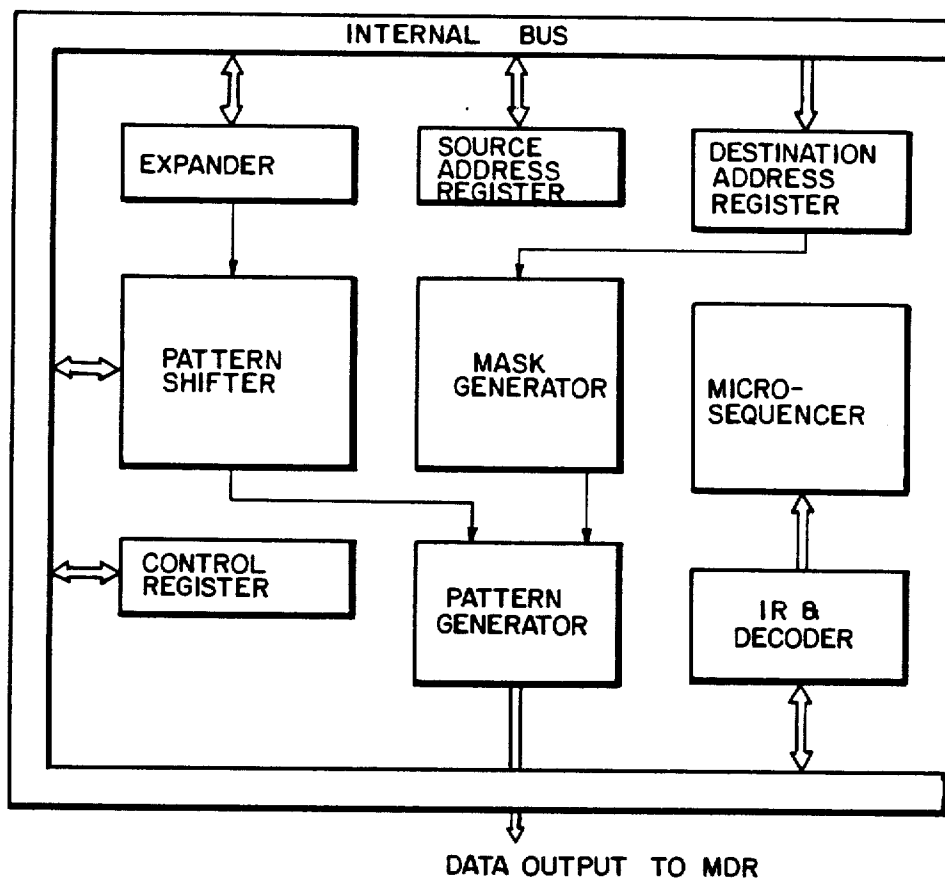 INTERNAL BUS
EXPANDER
SOURCE
ADDRESS
REGISTER
DESTINATION
ADDRESS
REGISTER
PATTERN
SHIFTER
MASK
GENERATOR
MICRO-
SEQUENCER
CONTROL
REGISTER
PATTERN
GENERATOR
IR &
DECODER
DATA OUTPUT TO MDR